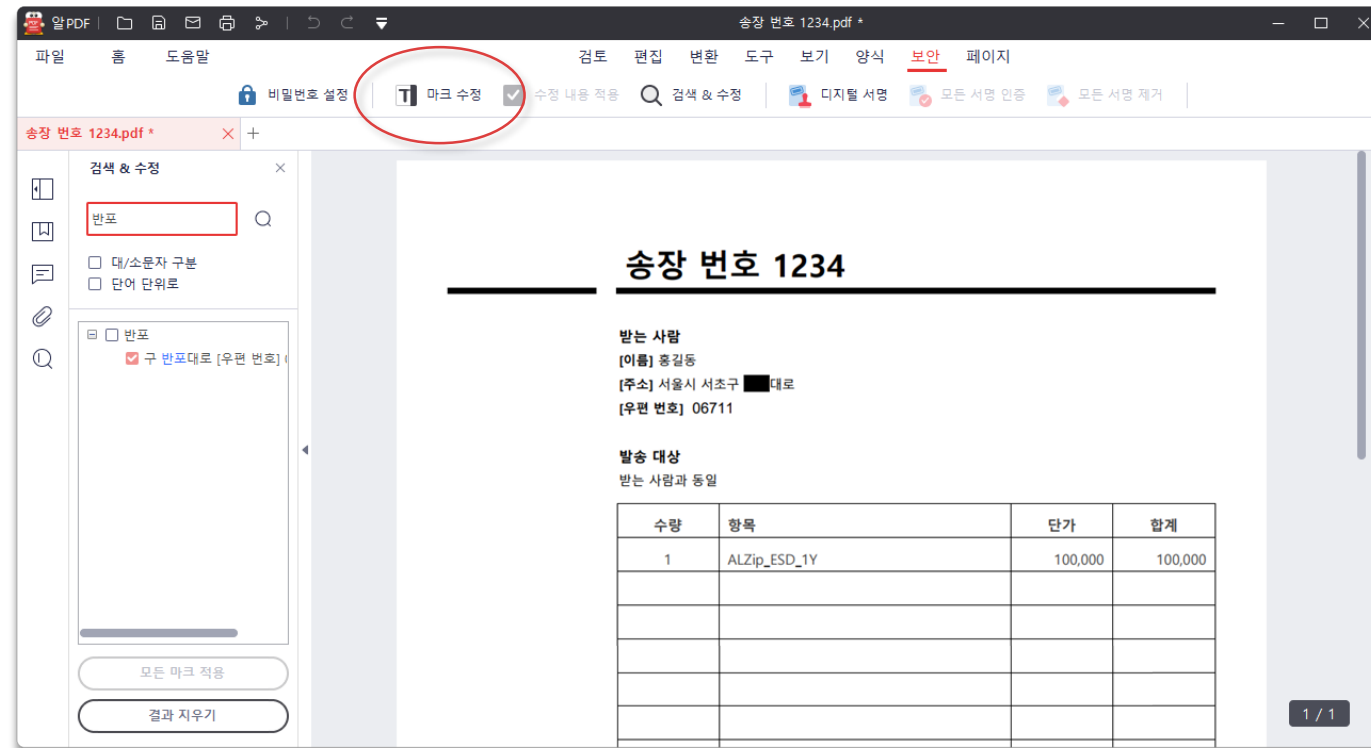 알PDF
송장 번호 1234.pdf *
파일 홈 도움말 검토 편집 변환 도구 보기 양식 보안 페이지
비밀번호 설정 마크 수정 수정 내용 적용 검색 & 수정 디지털 서명 모든 서명 인증 모든 서명 제거
송장 번호 1234.pdf *
검색 & 수정
반포
대/소문자 구분
단어 단위로
반포
구 반포대로 [우편 번호]
모든 마크 적용
결과 지우기
송장 번호 1234
받는 사람
[이름] 홍길동
[주소] 서울시 서초구 대로
[우편 번호] 06711
발송 대상
받는 사람과 동일
수량 항목 단가 합계
1 ALZip_ESD_1Y 100,000 100,000
1 / 1